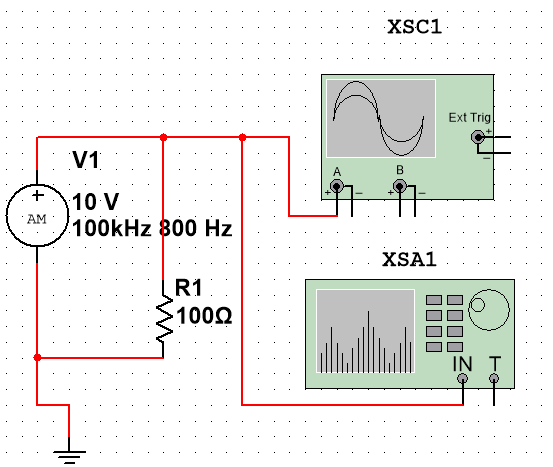 XSC1
Ext Trig
+
−
A
B
+ − + −
V1
+
AM
10 V
100kHz 800 Hz
XSA1
R1
100Ω
IN T